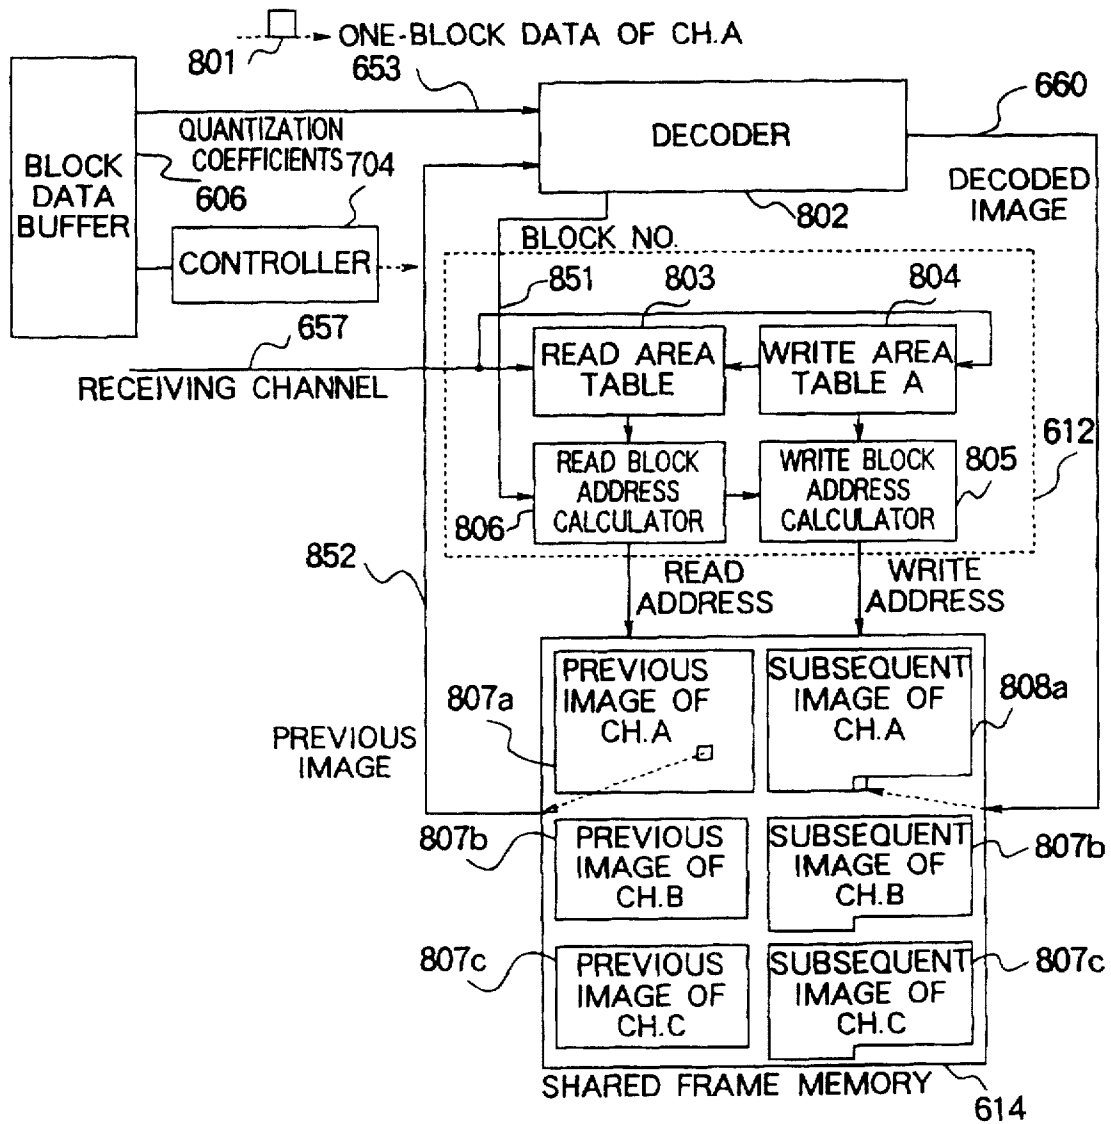 801
ONE-BLOCK DATA OF CH.A
653
660
BLOCK
DATA
BUFFER
QUANTIZATION
COEFFICIENTS
606
704
DECODER
802
DECODED
IMAGE
CONTROLLER
BLOCK NO.
851
803
804
657
RECEIVING CHANNEL
READ AREA
TABLE
WRITE AREA
TABLE A
612
READ BLOCK
ADDRESS
CALCULATOR
806
WRITE BLOCK
ADDRESS
CALCULATOR
805
852
READ
ADDRESS
WRITE
ADDRESS
PREVIOUS
IMAGE
807a
PREVIOUS
IMAGE OF
CH.A
SUBSEQUENT
IMAGE OF
CH.A
808a
807b
PREVIOUS
IMAGE OF
CH.B
SUBSEQUENT
IMAGE OF
CH.B
807b
807c
PREVIOUS
IMAGE OF
CH.C
SUBSEQUENT
IMAGE OF
CH.C
807c
SHARED FRAME MEMORY
614